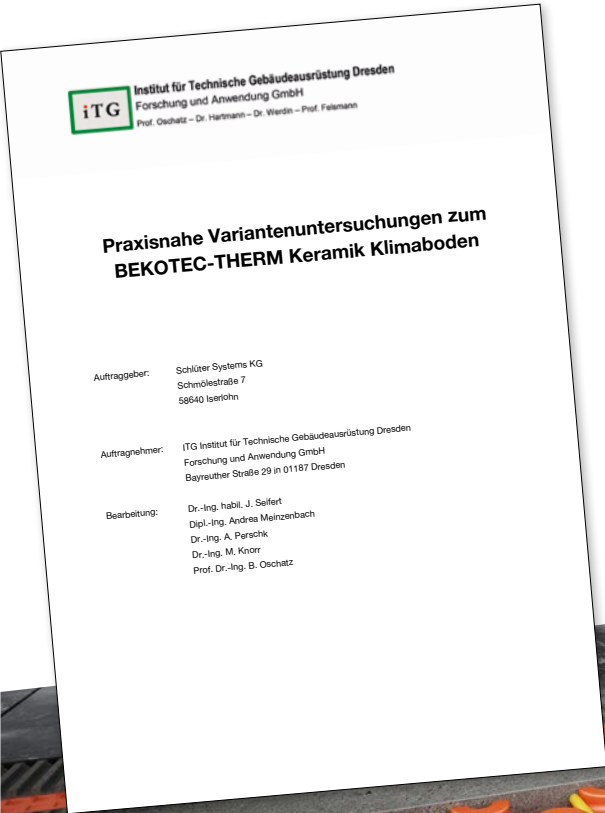 iTG
Institut für Technische Gebäudeausrüstung Dresden
Forschung und Anwendung GmbH
Prof. Oschatz – Dr. Hartmann – Dr. Werdin – Prof. Felsmann
Praxisnahe Variantenuntersuchungen zum
BEKOTEC-THERM Keramik Klimaboden
Auftraggeber: Schlüter Systems KG
Schmölestraße 7
58640 Iserlohn
Auftragnehmer: ITG Institut für Technische Gebäudeausrüstung Dresden
Forschung und Anwendung GmbH
Bayreuther Straße 29 in 01187 Dresden
Bearbeitung: Dr.-Ing. habil. J. Seifert
Dipl.-Ing. Andrea Meinzenbach
Dr.-Ing. A. Perschk
Dr.-Ing. M. Knorr
Prof. Dr.-Ing. B. Oschatz